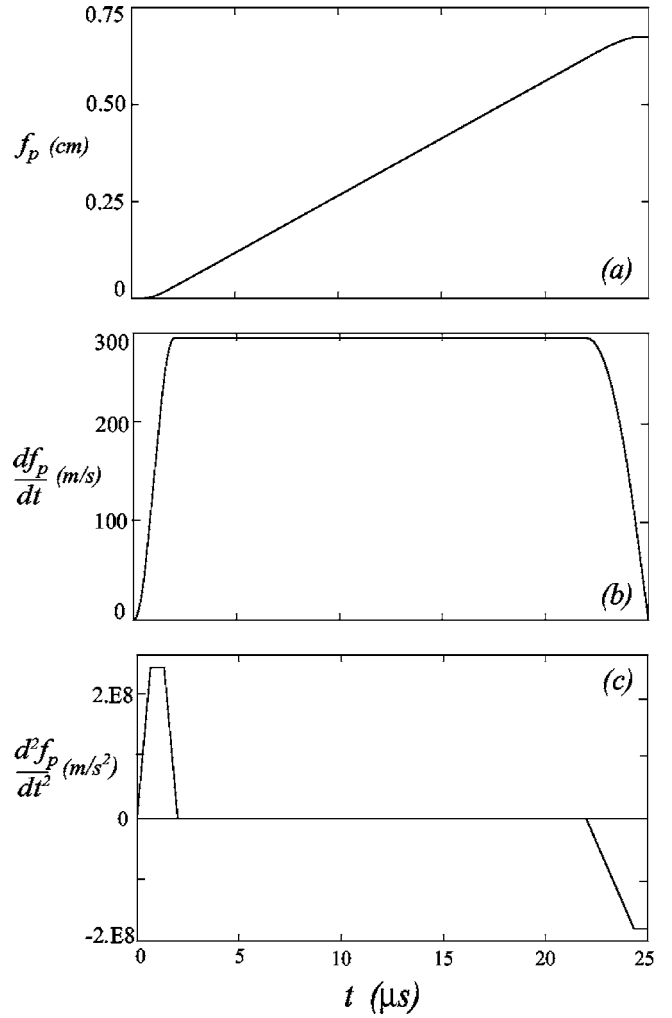 0.75
0.50
f_p (cm)
0.25
0
(a)
300
200
df_p
dt
(m/s)
100
0
(b)
(c)
2.E8
d²f_p
dt²
(m/s²)
0
-2.E8
0 5 10 15 20 25
t (μs)